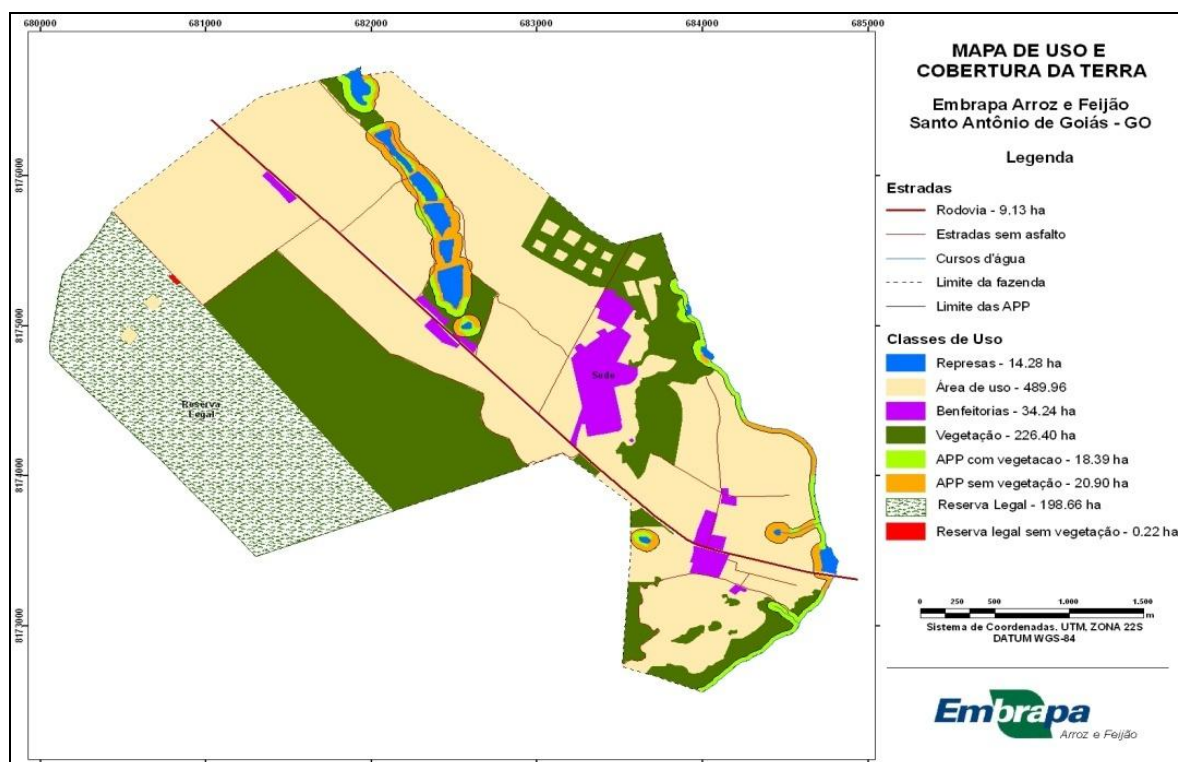 680000 681000 682000 683000 684000 685000
8176000
8175000
8174000
8173000
Sede
Reserva
Legal
MAPA DE USO E
COBERTURA DA TERRA
Embrapa Arroz e Feijão
Santo Antônio de Goiás - GO
Legenda
Estradas
Rodovia - 9.13 ha
Estradas sem asfalto
Cursos d'água
Limite da fazenda
Limite das APP
Classes de Uso
Represas - 14.28 ha
Área de uso - 489.96
Benfeitorias - 34.24 ha
Vegetação - 226.40 ha
APP com vegetacao - 18.39 ha
APP sem vegetação - 20.90 ha
Reserva Legal - 198.66 ha
Reserva legal sem vegetação - 0.22 ha
0 250 500 1.000 1.500
m
Sistema de Coordenadas. UTM, ZONA 22S
DATUM WGS-84
Embrapa
Arroz e Feijão